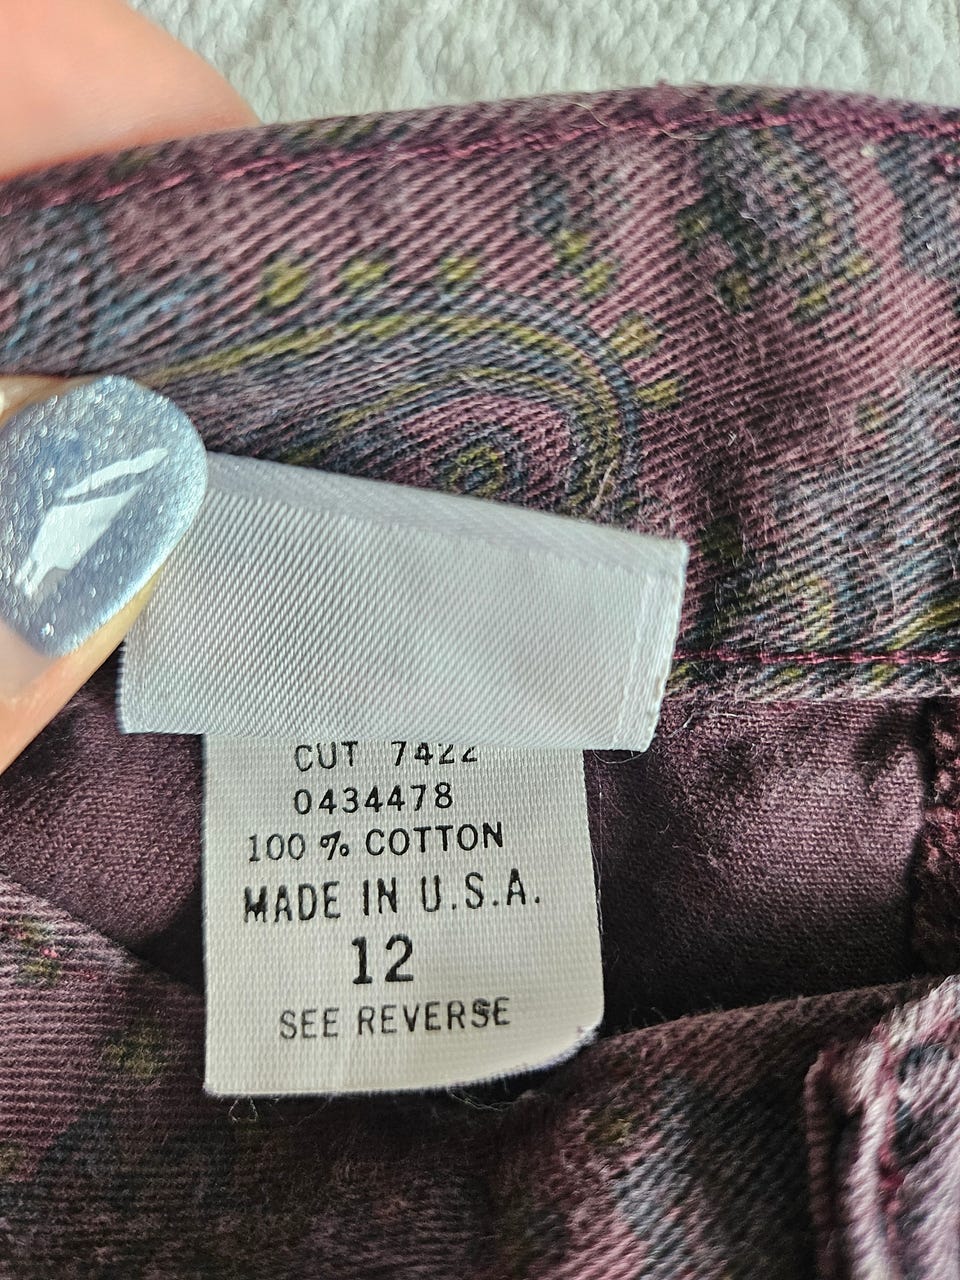 CUT 7422
0434478
100 % COTTON
MADE IN U.S.A.
12
SEE REVERSE